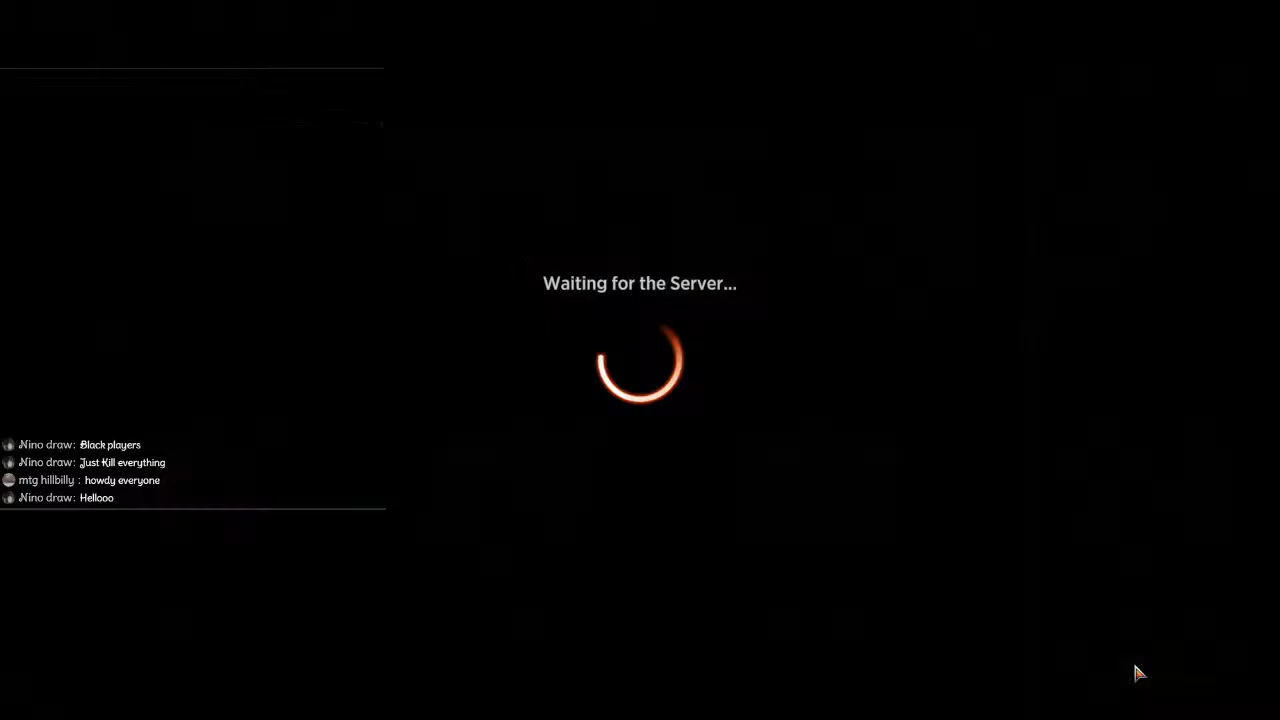 Waiting for the Server...
Nino draw: Black players
Nino draw: Just Kill everything
mtg hillbilly : howdy everyone
Nino draw: Hellooo